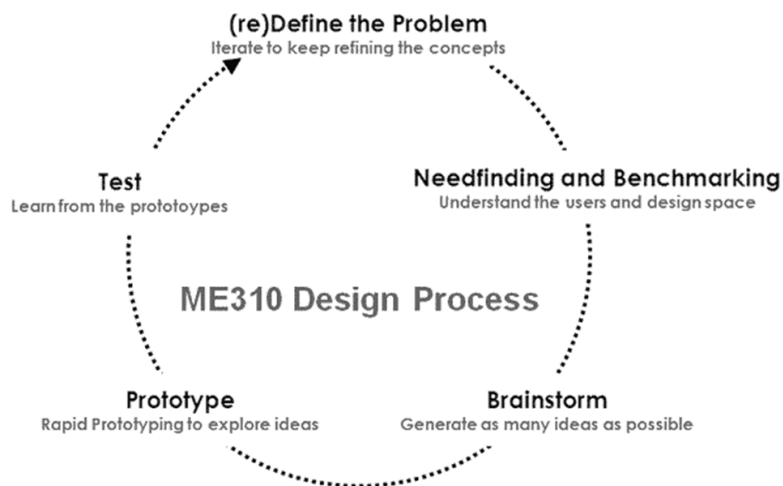 (re)Define the Problem
Iterate to keep refining the concepts
Needfinding and Benchmarking
Understand the users and design space
Brainstorm
Generate as many ideas as possible
Prototype
Rapid Prototyping to explore ideas
Test
Learn from the prototoypes
ME310 Design Process